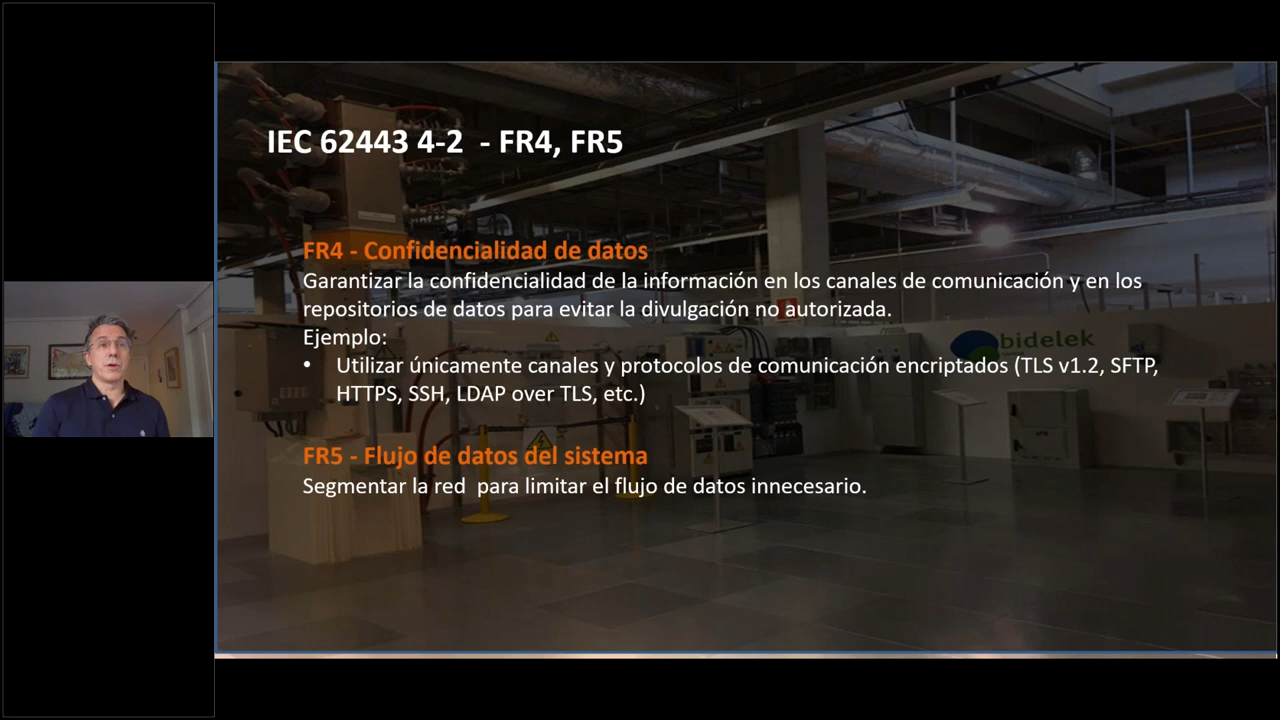 IEC 62443 4-2 - FR4, FR5
FR4 - Confidencialidad de datos
Garantizar la confidencialidad de la información en los canales de comunicación y en los
repositorios de datos para evitar la divulgación no autorizada.
Ejemplo:
• Utilizar únicamente canales y protocolos de comunicación encriptados (TLS v1.2, SFTP,
HTTPS, SSH, LDAP over TLS, etc.)
bidelek
FR5 - Flujo de datos del sistema
Segmentar la red para limitar el flujo de datos innecesario.